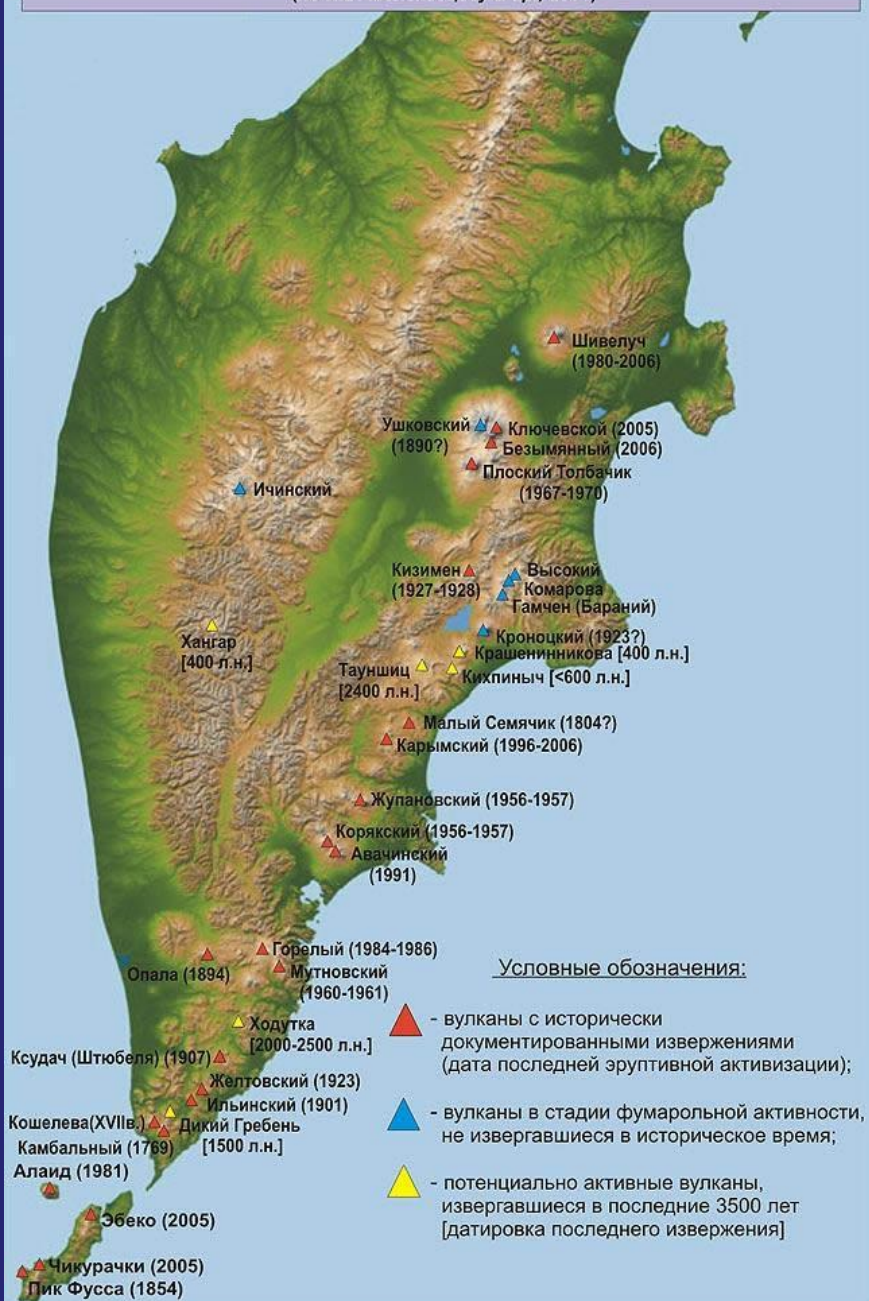 Шивелуч
(1980-2006)
Ушковский
(1890?)
Ключевской (2005)
Безымянный (2006)
Плоский Толбачик
(1967-1970)
Ичинский
Кизимен
(1927-1928)
Высокий
Комарова
Гамчен (Бараний)
Хангар
[400 л.н.]
Кроноцкий (1923?)
Крашенинникова [400 л.н.]
Тауншиц
[2400 л.н.]
Кихпиныч [<600 л.н.]
Малый Семячик (1804?)
Карымский (1996-2006)
Жупановский (1956-1957)
Корякский (1956-1957)
Авачинский
(1991)
Опала (1894)
Горелый (1984-1986)
Мутновский
(1960-1961)
Ходутка
[2000-2500 л.н.]
Ксудач (Штюбеля) (1907)
Желтовский (1923)
Ильинский (1901)
Кошелева(XVIIв.)
Дикий Гребень
[1500 л.н.]
Камбальный (1769)
Алаид (1981)
Эбеко (2005)
Чикурачки (2005)
Пик Фусса (1854)
Условные обозначения:
- вулканы с исторически
документированными извержениями
(дата последней эруптивной активизации);
- вулканы в стадии фумарольной активности,
не извергавшиеся в историческое время;
- потенциально активные вулканы,
извергавшиеся в последние 3500 лет
[датировка последнего извержения]